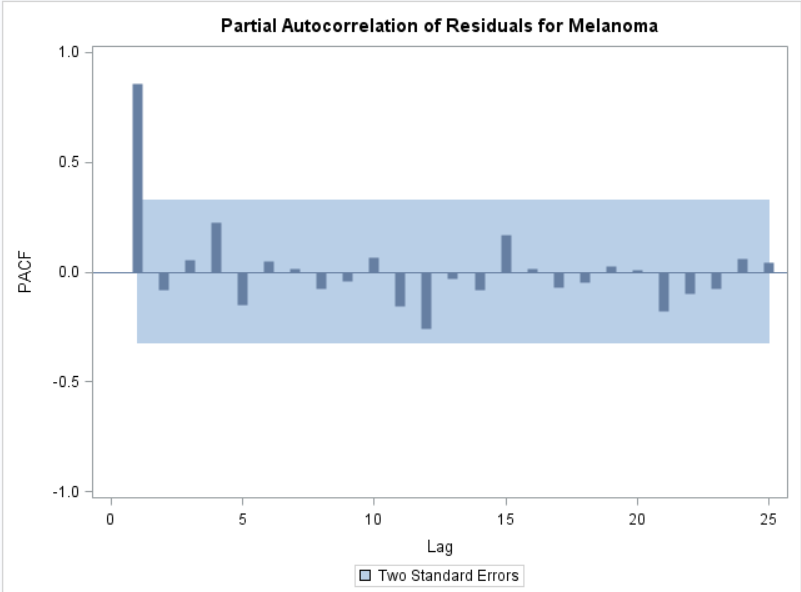 Partial Autocorrelation of Residuals for Melanoma
1.0
0.5
0.0
-0.5
-1.0
PACF
0 5 10 15 20 25
Lag
Two Standard Errors